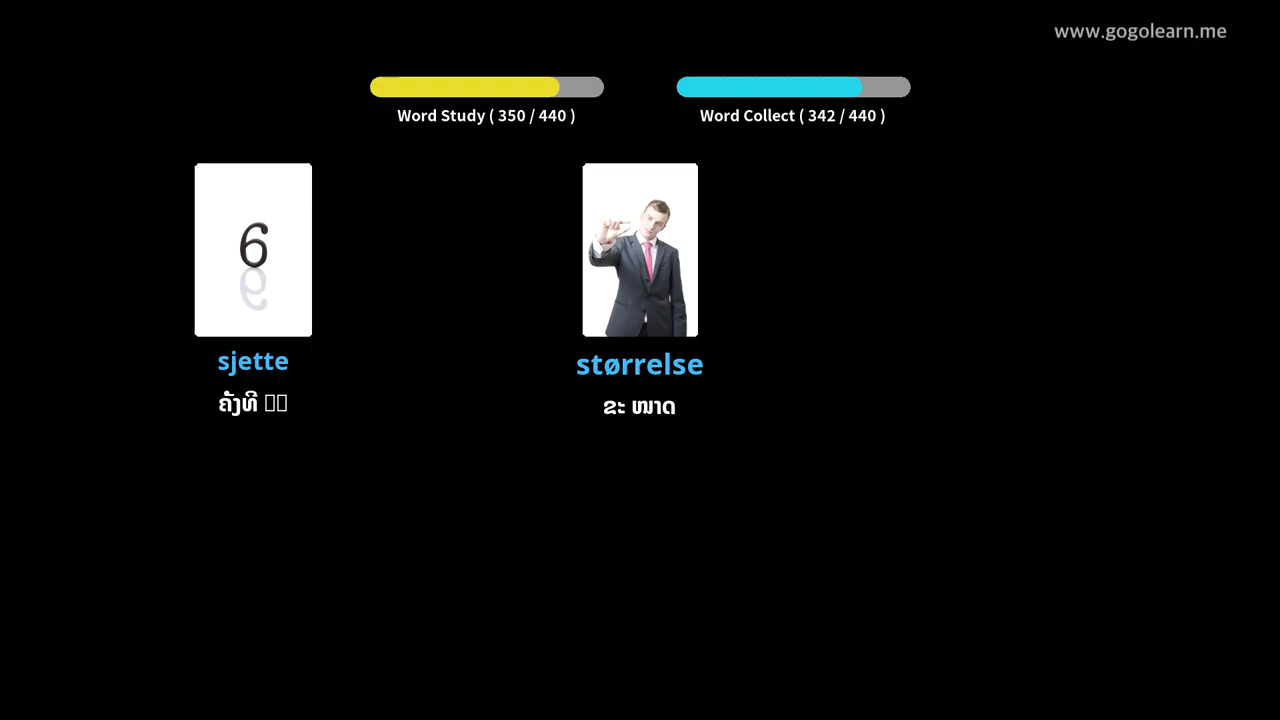 www.gogolearn.me
Word Study ( 350 / 440 )
Word Collect ( 342 / 440 )
6
sjette
størrelse
ຄັ້ງທີ
ຂະ ໜາດ